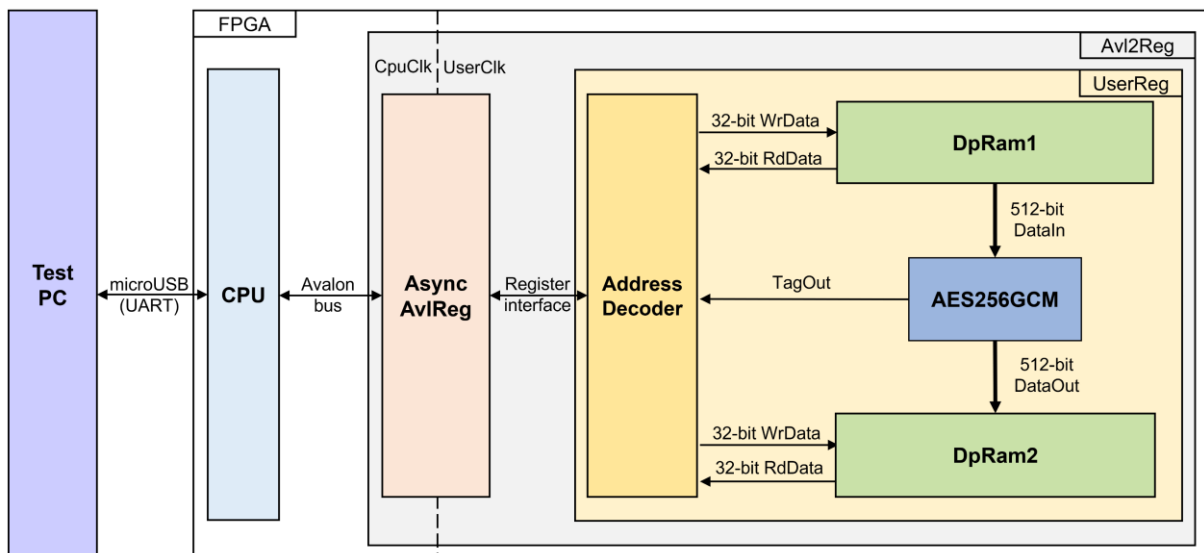 FPGA
Avl2Reg
CpuClk
UserClk
UserReg
32-bit WrData
32-bit RdData
DpRam1
512-bit
DataIn
Test
PC
microUSB
(UART)
CPU
Avalon
bus
Async
AvlReg
Register
interface
Address
Decoder
TagOut
AES256GCM
512-bit
DataOut
32-bit WrData
32-bit RdData
DpRam2